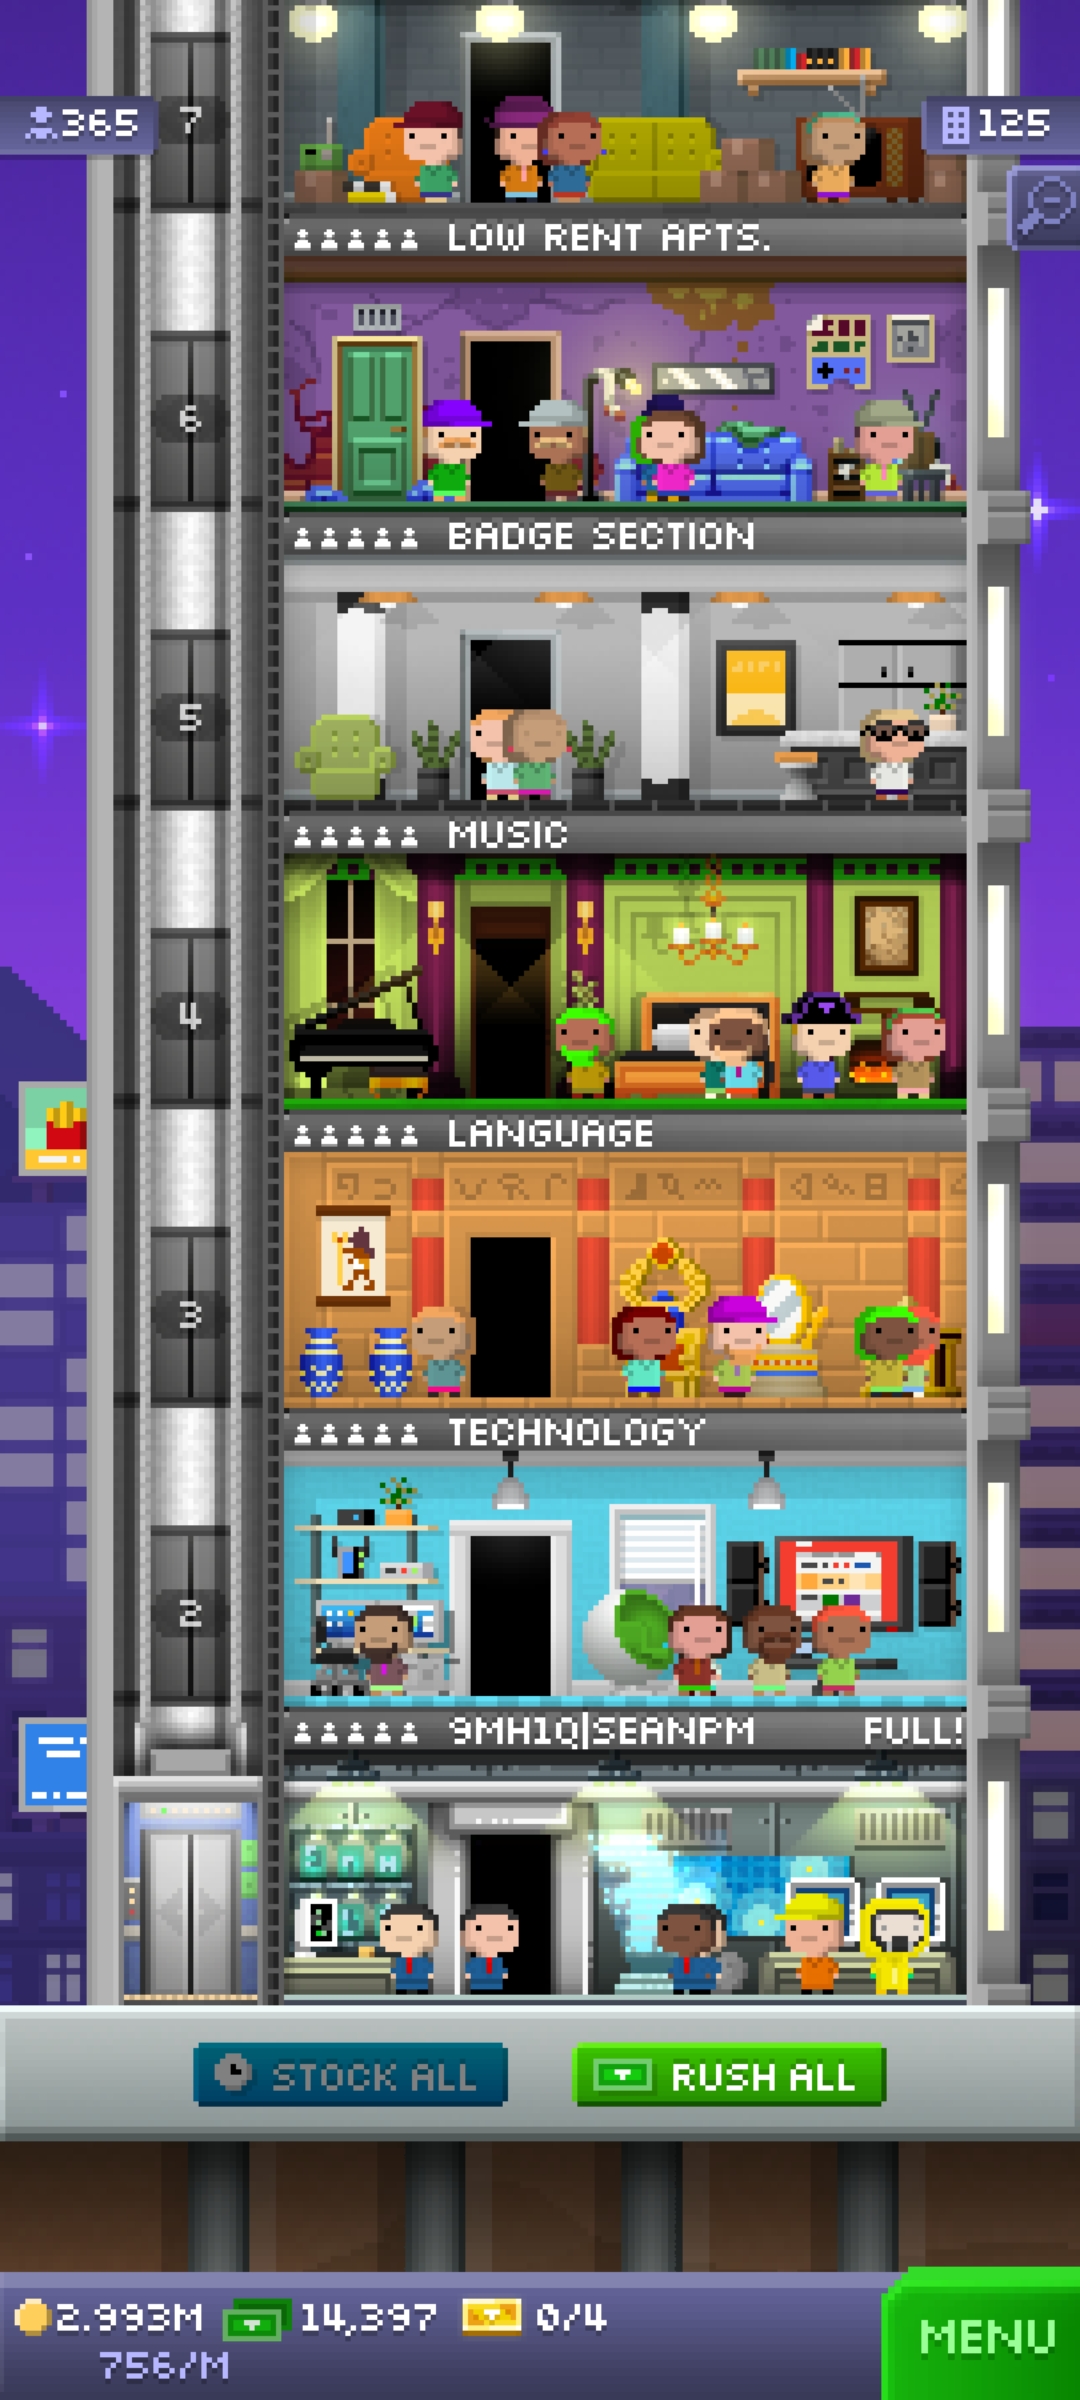 365
7
125
LOW RENT APTS.
6
BADGE SECTION
5
MUSIC
4
LANGUAGE
3
TECHNOLOGY
2
9MH1Q|SEANPM FULL!
STOCK ALL
RUSH ALL
2.993M 14,397 0/4
756/M
MENU